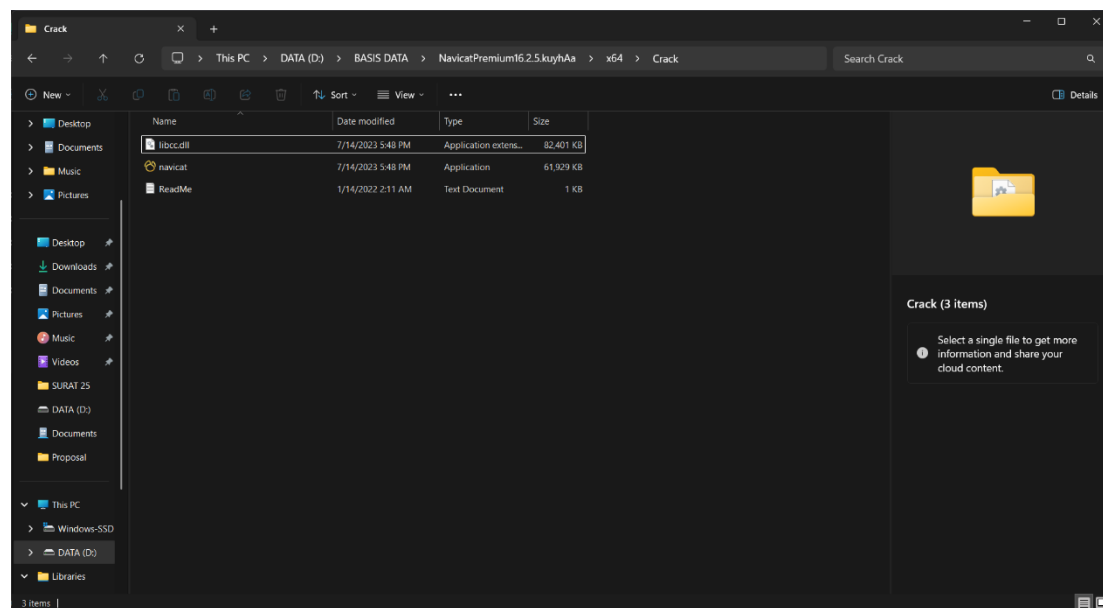 Crack
This PC > DATA (D:) > BASIS DATA > NavicatPremium16.2.5.kuyhAa > x64 > Crack
Search Crack
New
Sort
View
Details
Desktop
Documents
Music
Pictures
Desktop
Downloads
Documents
Pictures
Music
Videos
SURAT 25
DATA (D:)
Documents
Proposal
This PC
Windows-SSD
DATA (D:)
Libraries
Name Date modified Type Size
libcc.dll 7/14/2023 5:48 PM Application extens... 82,401 KB
navicat 7/14/2023 5:48 PM Application 61,929 KB
ReadMe 1/14/2022 2:11 AM Text Document 1 KB
Crack (3 items)
Select a single file to get more
information and share your
cloud content.
3 items